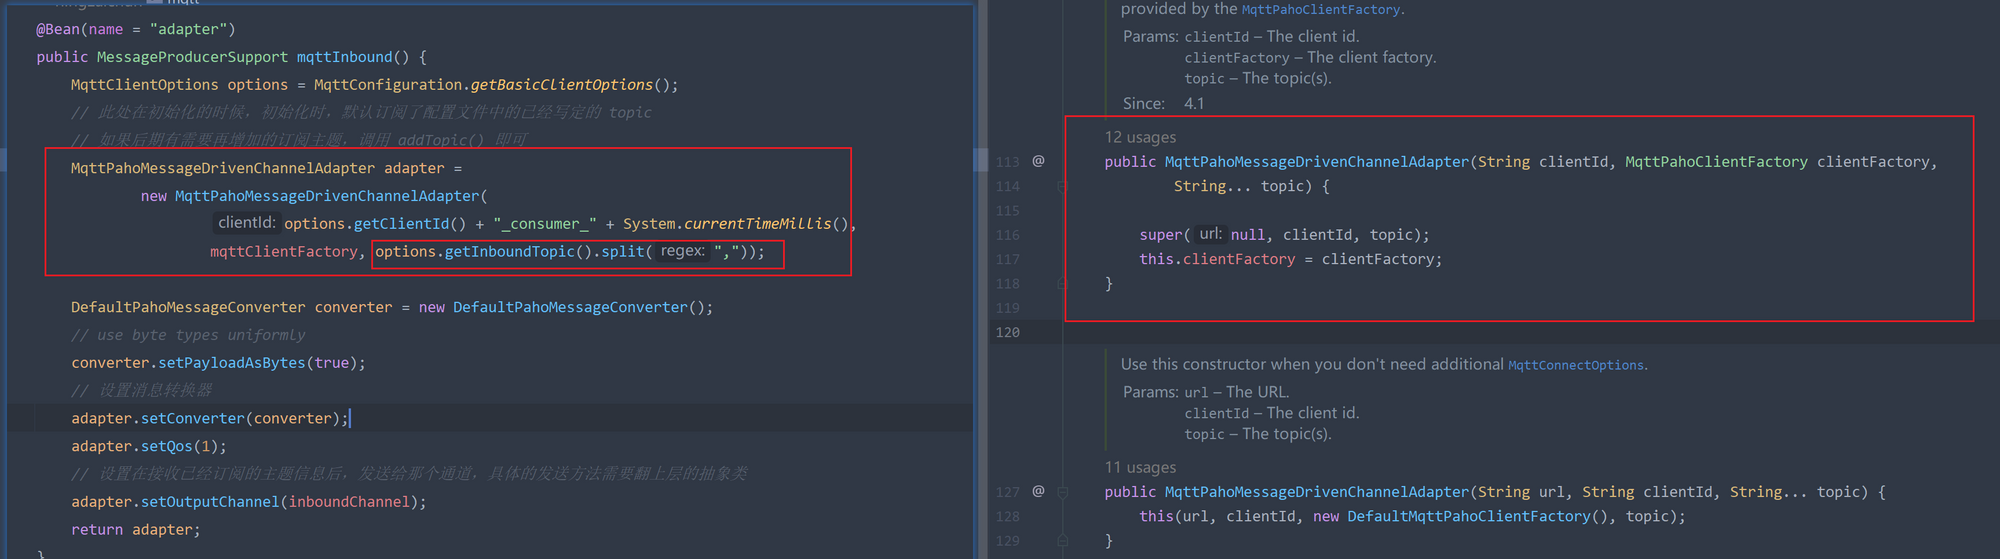 mqtt
@Bean(name = "adapter")
public MessageProducerSupport mqttInbound() {
MqttClientOptions options = MqttConfiguration.getBasicClientOptions();
// 此处在初始化的时候，初始化时，默认订阅了配置文件中的已经写定的 topic
// 如果后期有需要再增加的订阅主题，调用 addTopic() 即可
MqttPahoMessageDrivenChannelAdapter adapter =
new MqttPahoMessageDrivenChannelAdapter(
clientId: options.getClientId() + "_consumer_" + System.currentTimeMillis(),
mqttClientFactory, options.getInboundTopic().split( regex: ","));
DefaultPahoMessageConverter converter = new DefaultPahoMessageConverter();
// use byte types uniformly
converter.setPayloadAsBytes(true);
// 设置消息转换器
adapter.setConverter(converter);
adapter.setQos(1);
// 设置在接收已经订阅的主题信息后，发送给那个通道，具体的发送方法需要翻上层的抽象类
adapter.setOutputChannel(inboundChannel);
return adapter;
}
provided by the MqttPahoClientFactory.
Params: clientId – The client id.
clientFactory – The client factory.
topic – The topic(s).
Since: 4.1
12 usages
113 @ public MqttPahoMessageDrivenChannelAdapter(String clientId, MqttPahoClientFactory clientFactory,
114 String... topic) {
115
116 super( url: null, clientId, topic);
117 this.clientFactory = clientFactory;
118 }
119
120
Use this constructor when you don't need additional MqttConnectOptions.
Params: url – The URL.
clientId – The client id.
topic – The topic(s).
11 usages
127 @ public MqttPahoMessageDrivenChannelAdapter(String url, String clientId, String... topic) {
128 this(url, clientId, new DefaultMqttPahoClientFactory(), topic);
129 }